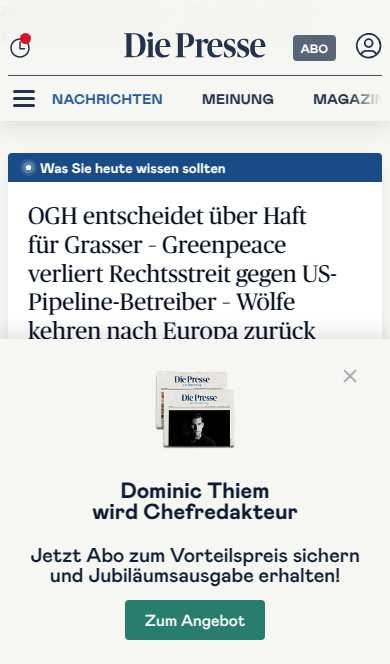 Die Presse
ABO
NACHRICHTEN MEINUNG MAGAZIN
Was Sie heute wissen sollten
OGH entscheidet über Haft
für Grasser – Greenpeace
verliert Rechtsstreit gegen US-
Pipeline-Betreiber – Wölfe
kehren nach Europa zurück
Die Presse
Die Presse
Dominic Thiem
wird Chefredakteur
Jetzt Abo zum Vorteilspreis sichern
und Jubiläumsausgabe erhalten!
Zum Angebot